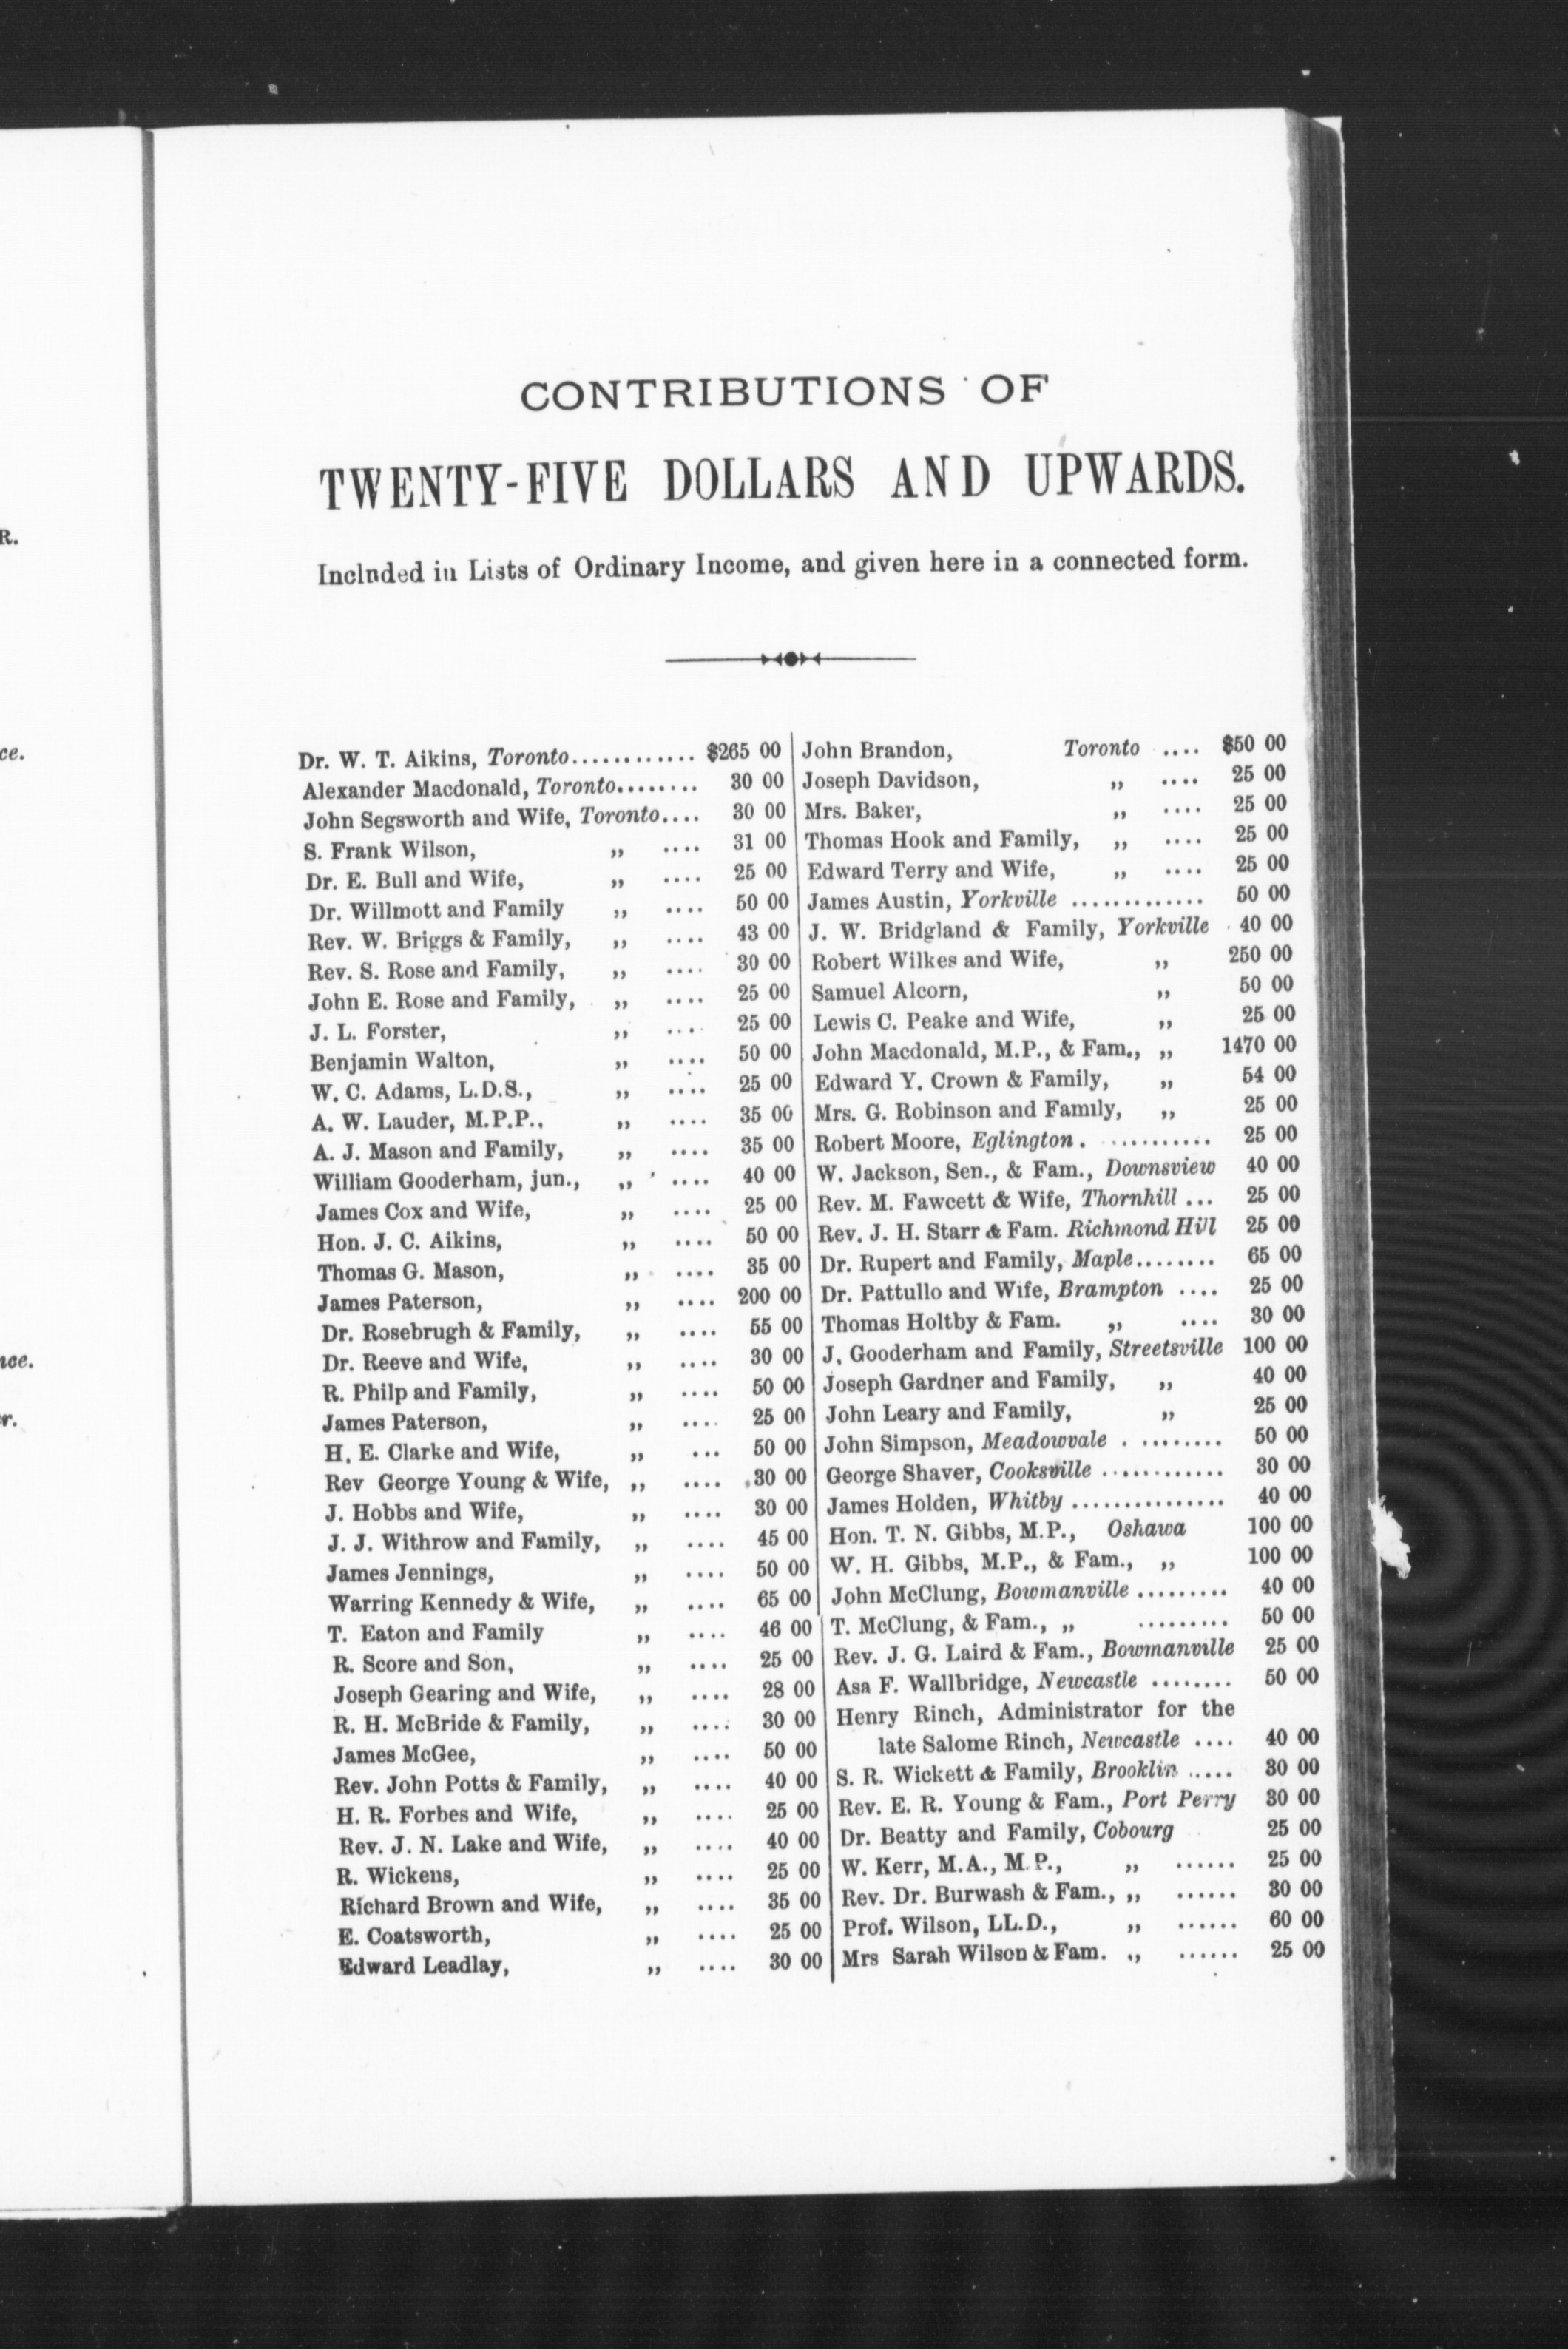 R.
ce.
nce.
r.
CONTRIBUTIONS OF
TWENTY-FIVE DOLLARS AND UPWARDS.
Inclnded in Lists of Ordinary Income, and given here in a connected form.
Dr. W. T. Aikins, Toronto............. $265 00
Alexander Macdonald, Toronto........ 30 00
John Segsworth and Wife, Toronto.... 30 00
S. Frank Wilson, ,, .... 31 00
Dr. E. Bull and Wife, ,, .... 25 00
Dr. Willmott and Family ,, .... 50 00
Rev. W. Briggs & Family, ,, .... 43 00
Rev. S. Rose and Family, ,, .... 30 00
John E. Rose and Family, ,, .... 25 00
J. L. Forster, ,, .... 25 00
Benjamin Walton, ,, .... 50 00
W. C. Adams, L.D.S., ,, .... 25 00
A. W. Lauder, M.P.P., ,, .... 35 00
A. J. Mason and Family, ,, .... 35 00
William Gooderham, jun., ,, .... 40 00
James Cox and Wife, ,, .... 25 00
Hon. J. C. Aikins, ,, .... 50 00
Thomas G. Mason, ,, .... 35 00
James Paterson, ,, .... 200 00
Dr. Rosebrugh & Family, ,, .... 55 00
Dr. Reeve and Wife, ,, .... 30 00
R. Philp and Family, ,, .... 50 00
James Paterson, ,, .... 25 00
H. E. Clarke and Wife, ,, ... 50 00
Rev George Young & Wife, ,, .... 30 00
J. Hobbs and Wife, ,, .... 30 00
J. J. Withrow and Family, ,, .... 45 00
James Jennings, ,, .... 50 00
Warring Kennedy & Wife, ,, .... 65 00
T. Eaton and Family ,, .... 46 00
R. Score and Son, ,, .... 25 00
Joseph Gearing and Wife, ,, .... 28 00
R. H. McBride & Family, ,, .... 30 00
James McGee, ,, .... 50 00
Rev. John Potts & Family, ,, .... 40 00
H. R. Forbes and Wife, ,, .... 25 00
Rev. J. N. Lake and Wife, ,, .... 40 00
R. Wickens, ,, .... 25 00
Richard Brown and Wife, ,, .... 35 00
E. Coatsworth, ,, .... 25 00
Edward Leadlay, ,, .... 30 00
John Brandon, Toronto .... $50 00
Joseph Davidson, ,, .... 25 00
Mrs. Baker, ,, .... 25 00
Thomas Hook and Family, ,, .... 25 00
Edward Terry and Wife, ,, .... 25 00
James Austin, Yorkville ............. 50 00
J. W. Bridgland & Family, Yorkville 40 00
Robert Wilkes and Wife, ,, 250 00
Samuel Alcorn, ,, 50 00
Lewis C. Peake and Wife, ,, 25 00
John Macdonald, M.P., & Fam., ,, 1470 00
Edward Y. Crown & Family, ,, 54 00
Mrs. G. Robinson and Family, ,, 25 00
Robert Moore, Eglington. ........... 25 00
W. Jackson, Sen., & Fam., Downsview 40 00
Rev. M. Fawcett & Wife, Thornhill ... 25 00
Rev. J. H. Starr & Fam. Richmond Hill 25 00
Dr. Rupert and Family, Maple........ 65 00
Dr. Pattullo and Wife, Brampton .... 25 00
Thomas Holtby & Fam. ,, .... 30 00
J. Gooderham and Family, Streetsville 100 00
Joseph Gardner and Family, ,, 40 00
John Leary and Family, ,, 25 00
John Simpson, Meadowvale . ........ 50 00
George Shaver, Cooksville ............ 30 00
James Holden, Whitby ............... 40 00
Hon. T. N. Gibbs, M.P., Oshawa 100 00
W. H. Gibbs, M.P., & Fam., ,, 100 00
John McClung, Bowmanville ......... 40 00
T. McClung, & Fam., ,, ......... 50 00
Rev. J. G. Laird & Fam., Bowmanville 25 00
Asa F. Wallbridge, Newcastle ........ 50 00
Henry Rinch, Administrator for the
late Salome Rinch, Newcastle .... 40 00
S. R. Wickett & Family, Brooklin ..... 30 00
Rev. E. R. Young & Fam., Port Perry 30 00
Dr. Beatty and Family, Cobourg 25 00
W. Kerr, M.A., M.P., ,, ...... 25 00
Rev. Dr. Burwash & Fam., ,, ...... 30 00
Prof. Wilson, LL.D., ,, ...... 60 00
Mrs Sarah Wilson & Fam. ,, ...... 25 00